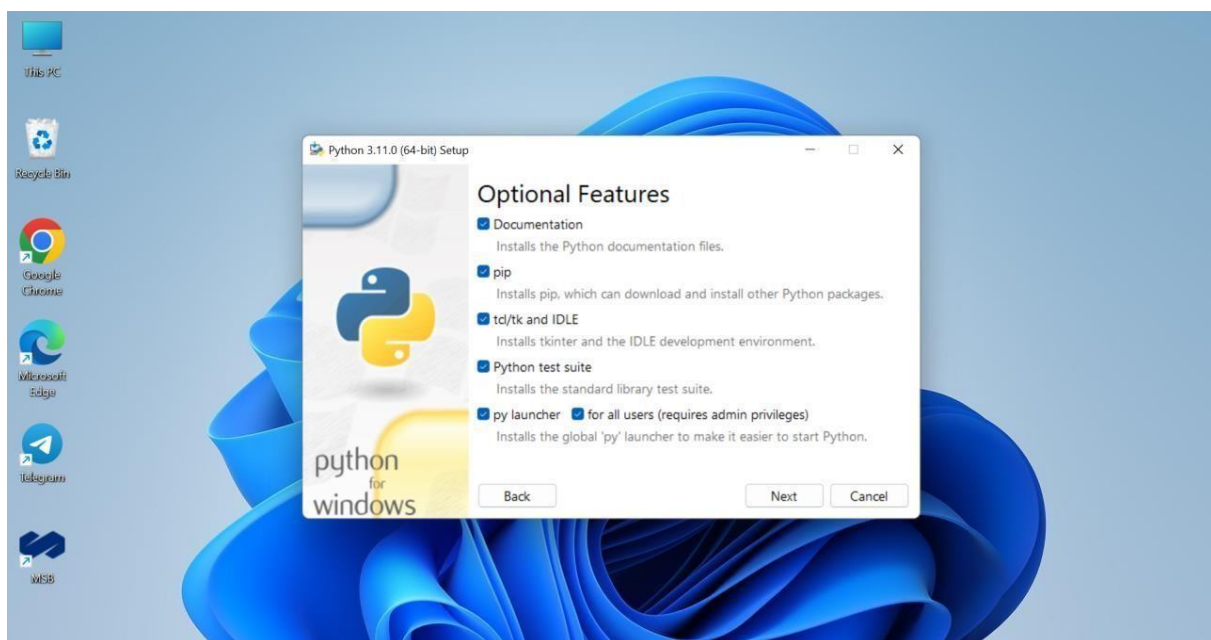 This PC
Recycle Bin
Google
Chrome
Microsoft
Edge
Telegram
MSB
Python 3.11.0 (64-bit) Setup
Optional Features
Documentation
Installs the Python documentation files.
pip
Installs pip, which can download and install other Python packages.
tcl/tk and IDLE
Installs tkinter and the IDLE development environment.
Python test suite
Installs the standard library test suite.
py launcher for all users (requires admin privileges)
Installs the global 'py' launcher to make it easier to start Python.
python
for
windows
Back Next Cancel